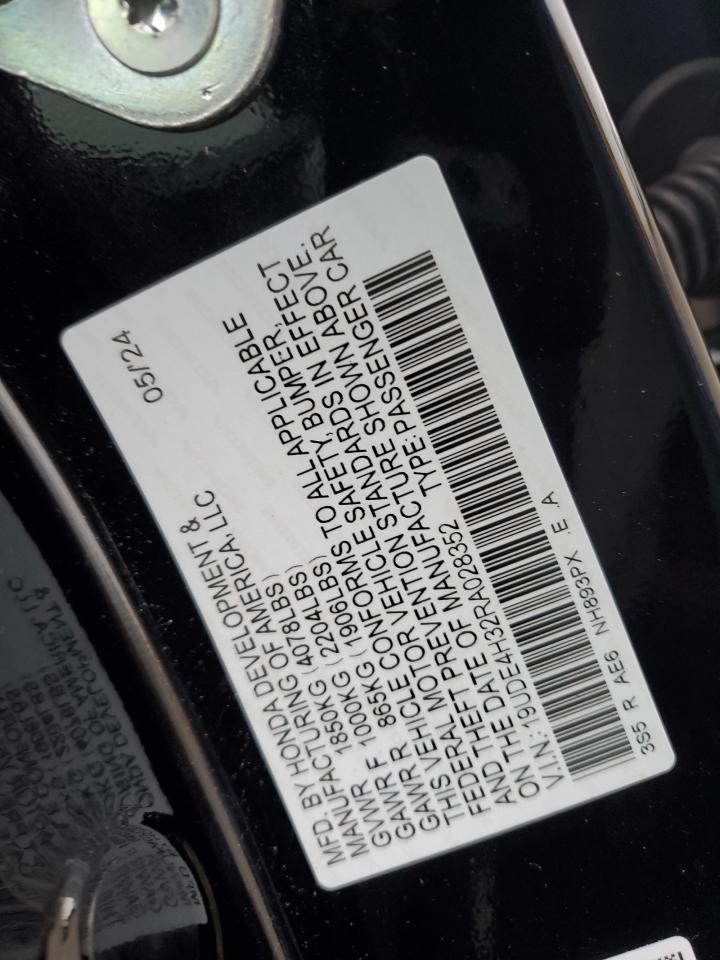 05/24
MFD. BY HONDA DEVELOPMENT &
MANUFACTURING OF AMERICA, LLC
GVWR 1850KG (4078LBS)
GAWR F 1000KG (2204LBS)
GAWR R 865KG (1906LBS)
THIS VEHICLE CONFORMS TO ALL APPLICABLE
FEDERAL MOTOR VEHICLE SAFETY, BUMPER,
AND THEFT PREVENTION STANDARDS IN EFFECT
ON THE DATE OF MANUFACTURE SHOWN ABOVE.
V.I.N: 19UDE4H32RA028352 TYPE: PASSENGER CAR
3S5 R AE6 NH893PX .E .A